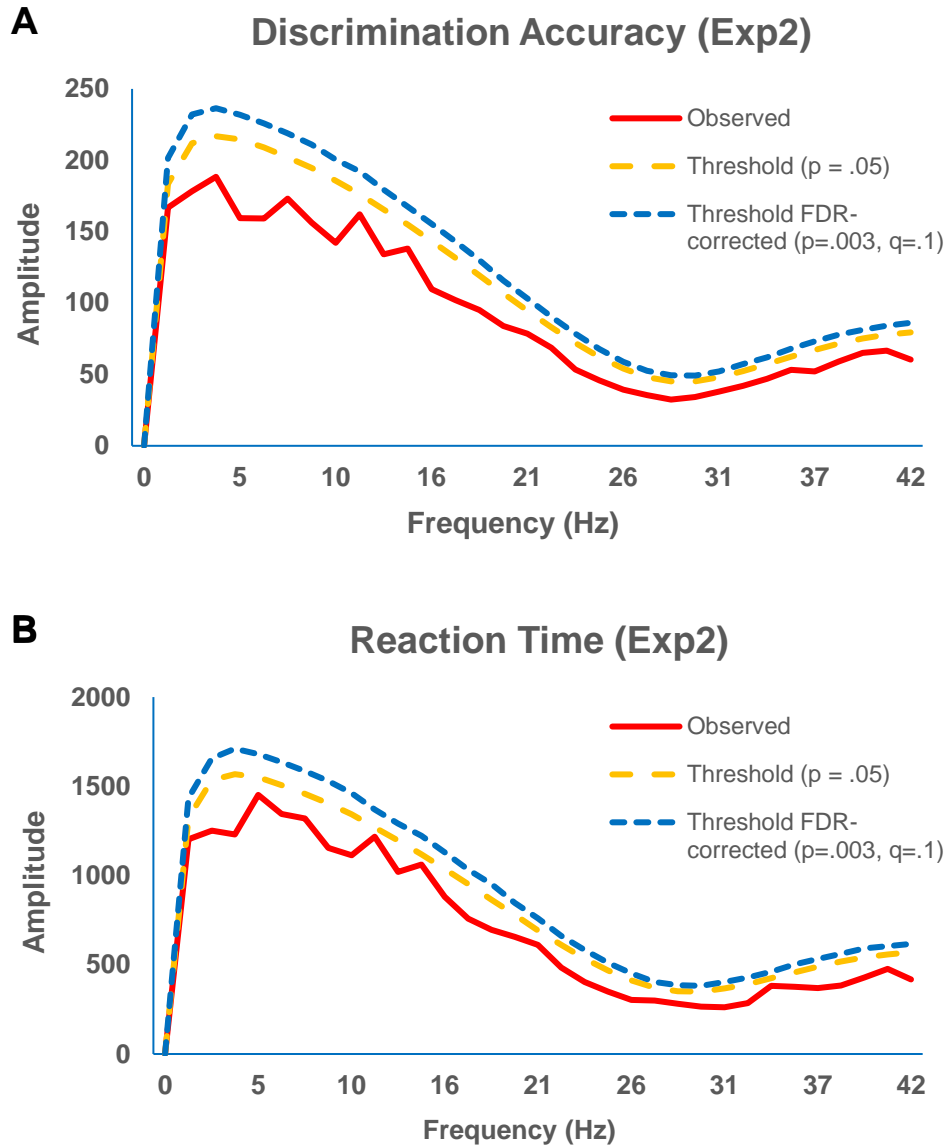 A
Discrimination Accuracy (Exp2)
250
200
150
100
50
0
Amplitude
Observed
Threshold (p = .05)
Threshold FDR-
corrected (p=.003, q=.1)
0 5 10 16 21 26 31 37 42
Frequency (Hz)
B
Reaction Time (Exp2)
2000
1500
1000
500
0
Amplitude
Observed
Threshold (p = .05)
Threshold FDR-
corrected (p=.003, q=.1)
0 5 10 16 21 26 31 37 42
Frequency (Hz)